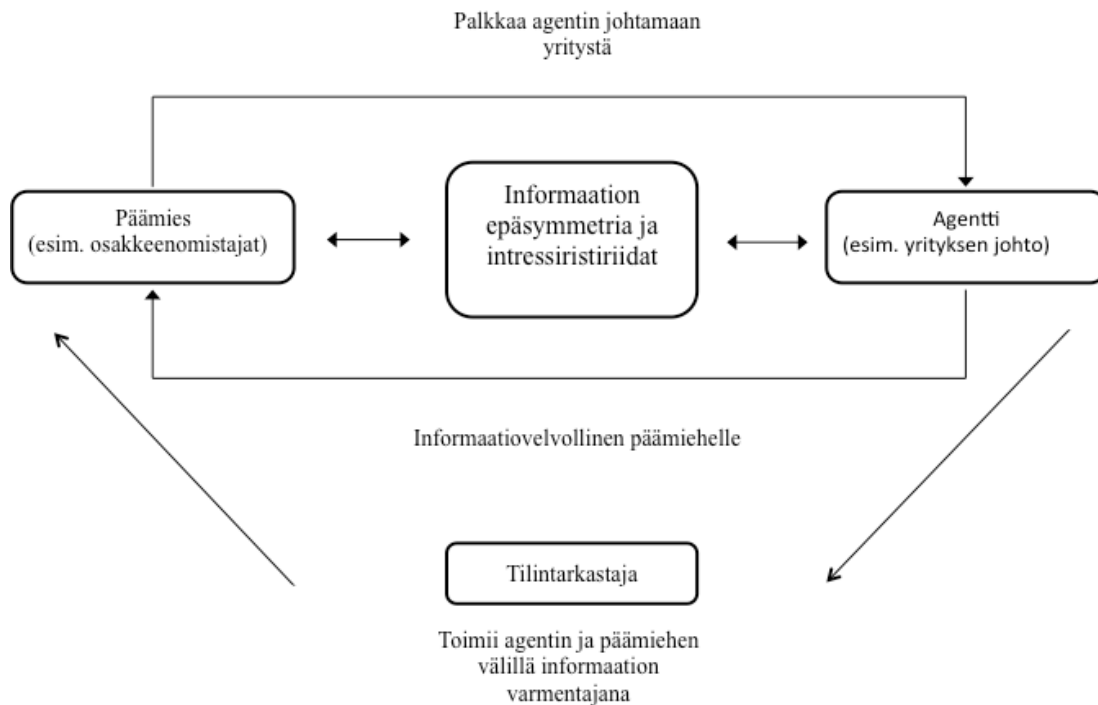 Palkkaa agentin johtamaan
yritystä
Informaation
epäsymmetria ja
intressiristiriidat
Päämies
(esim. osakkeenomistajat)
Agentti
(esim. yrityksen johto)
Informaatiovelvollinen päämiehelle
Tilintarkastaja
Toimii agentin ja päämiehen
välillä informaation
varmentajana